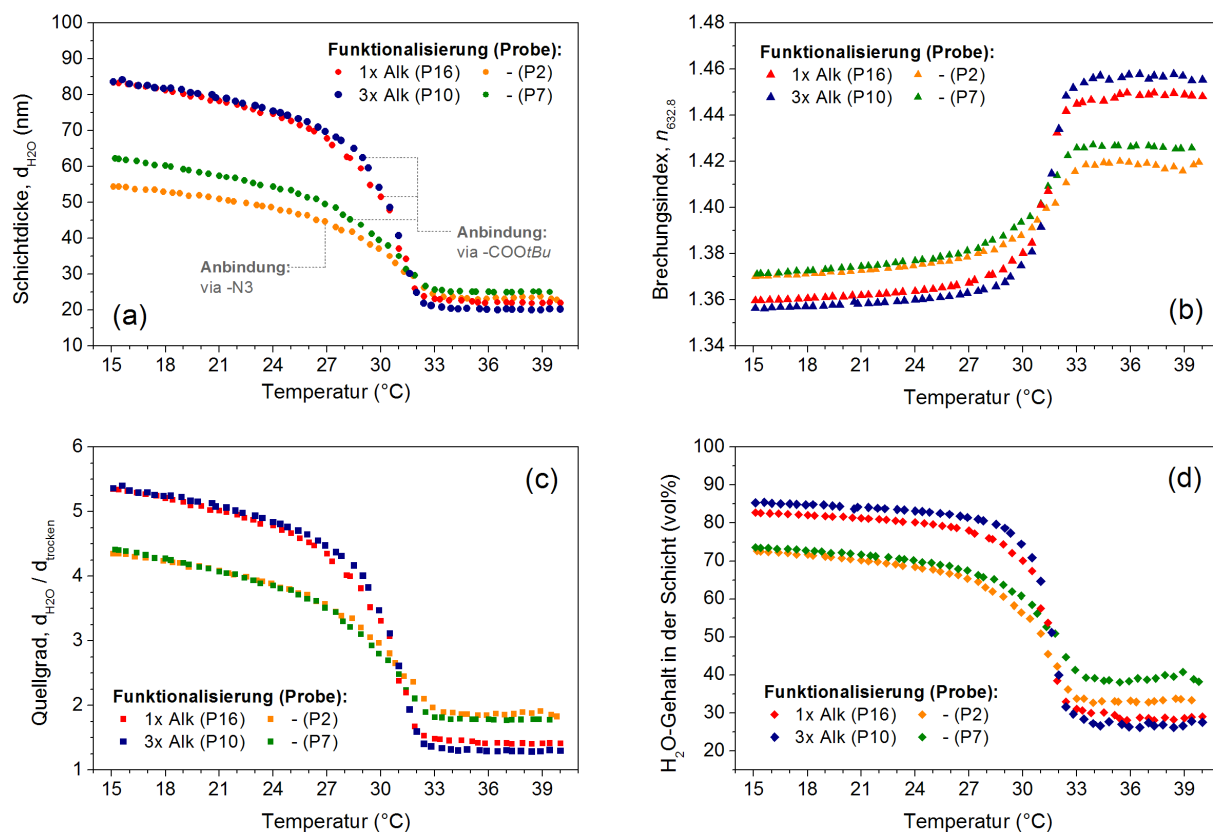 100
90
80
70
60
50
40
30
20
10
Schichtdicke, d_H2O (nm)
Funktionalisierung (Probe):
1x Alk (P16) - (P2)
3x Alk (P10) - (P7)
Anbindung:
via -N3
Anbindung:
via -COOtBu
(a)
15 18 21 24 27 30 33 36 39
Temperatur (°C)
1.48
1.46
1.44
1.42
1.40
1.38
1.36
1.34
Brechungsindex, n_632.8
Funktionalisierung (Probe):
1x Alk (P16) - (P2)
3x Alk (P10) - (P7)
(b)
15 18 21 24 27 30 33 36 39
Temperatur (°C)
6
5
4
3
2
1
Quellgrad, d_H2O / d_trocken
(c)
Funktionalisierung (Probe):
1x Alk (P16) - (P2)
3x Alk (P10) - (P7)
15 18 21 24 27 30 33 36 39
Temperatur (°C)
100
90
80
70
60
50
40
30
20
H₂O-Gehalt in der Schicht (vol%)
(d)
Funktionalisierung (Probe):
1x Alk (P16) - (P2)
3x Alk (P10) - (P7)
15 18 21 24 27 30 33 36 39
Temperatur (°C)